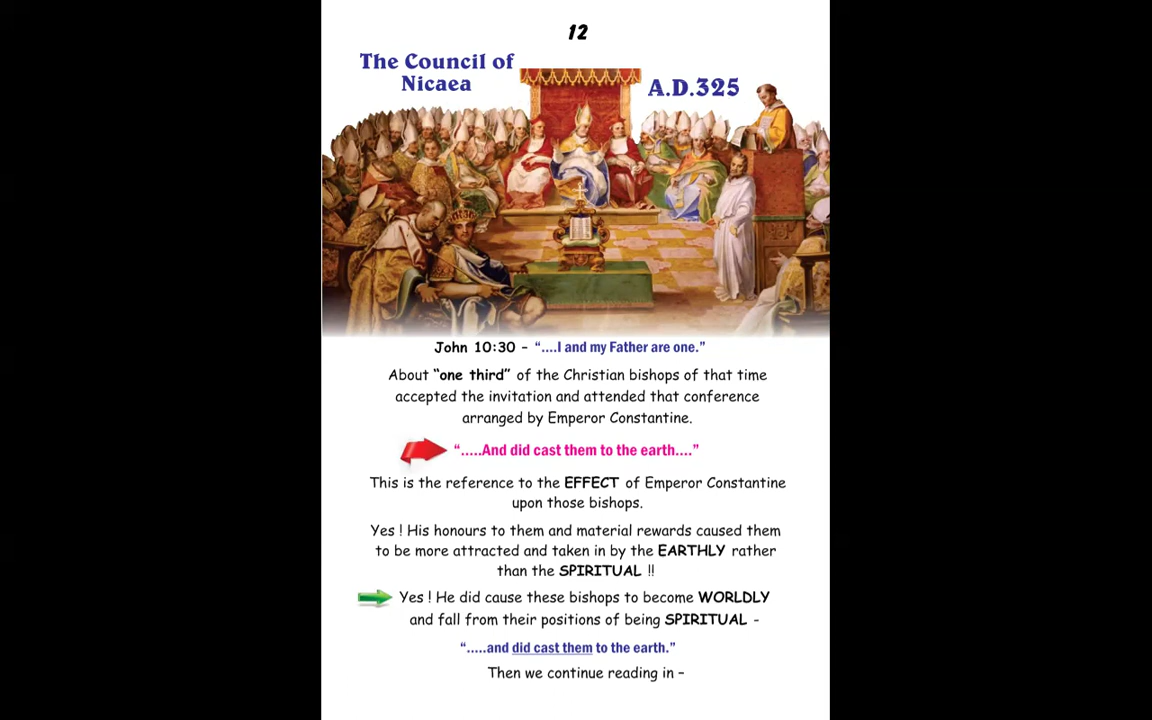 12
The Council of
Nicaea
A.D.325
John 10:30 – “....I and my Father are one.”
About “one third” of the Christian bishops of that time
accepted the invitation and attended that conference
arranged by Emperor Constantine.
“.....And did cast them to the earth....”
This is the reference to the EFFECT of Emperor Constantine
upon those bishops.
Yes ! His honours to them and material rewards caused them
to be more attracted and taken in by the EARTHLY rather
than the SPIRITUAL !!
Yes ! He did cause these bishops to become WORLDLY
and fall from their positions of being SPIRITUAL –
“.....and did cast them to the earth.”
Then we continue reading in –